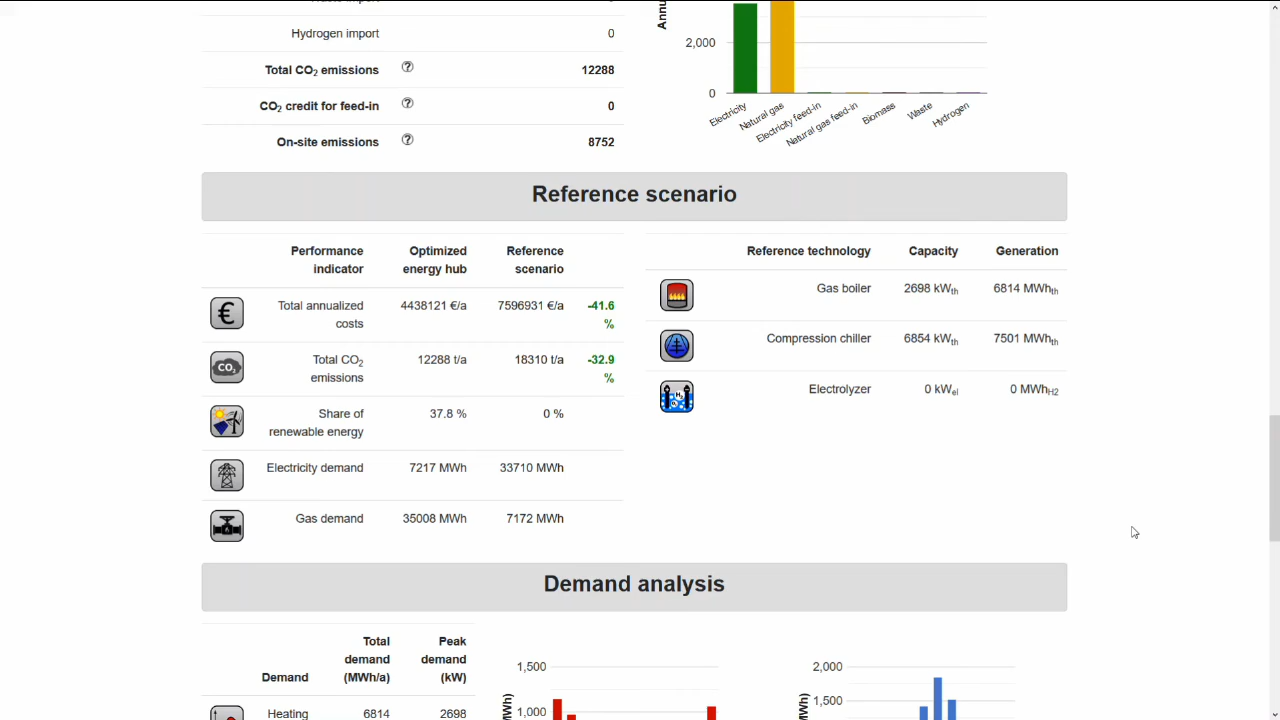 Hydrogen import 0
Total CO2 emissions ? 12288
CO2 credit for feed-in ? 0
On-site emissions ? 8752
2,000
0
Electricity
Natural gas
Electricity feed-in
Natural gas feed-in
Biomass
Waste
Hydrogen
Reference scenario
Performance indicator Optimized energy hub Reference scenario
€ Total annualized costs 4438121 €/a 7596931 €/a -41.6 %
CO2 Total CO2 emissions 12288 t/a 18310 t/a -32.9 %
Share of renewable energy 37.8 % 0 %
Electricity demand 7217 MWh 33710 MWh
Gas demand 35008 MWh 7172 MWh
Reference technology Capacity Generation
Gas boiler 2698 kWth 6814 MWhth
Compression chiller 6854 kWth 7501 MWhth
Electrolyzer 0 kWel 0 MWhH2
Demand analysis
Demand Total demand (MWh/a) Peak demand (kW)
Heating 6814 2698
1,500
1,000
MWh)
2,000
1,500
MWh)